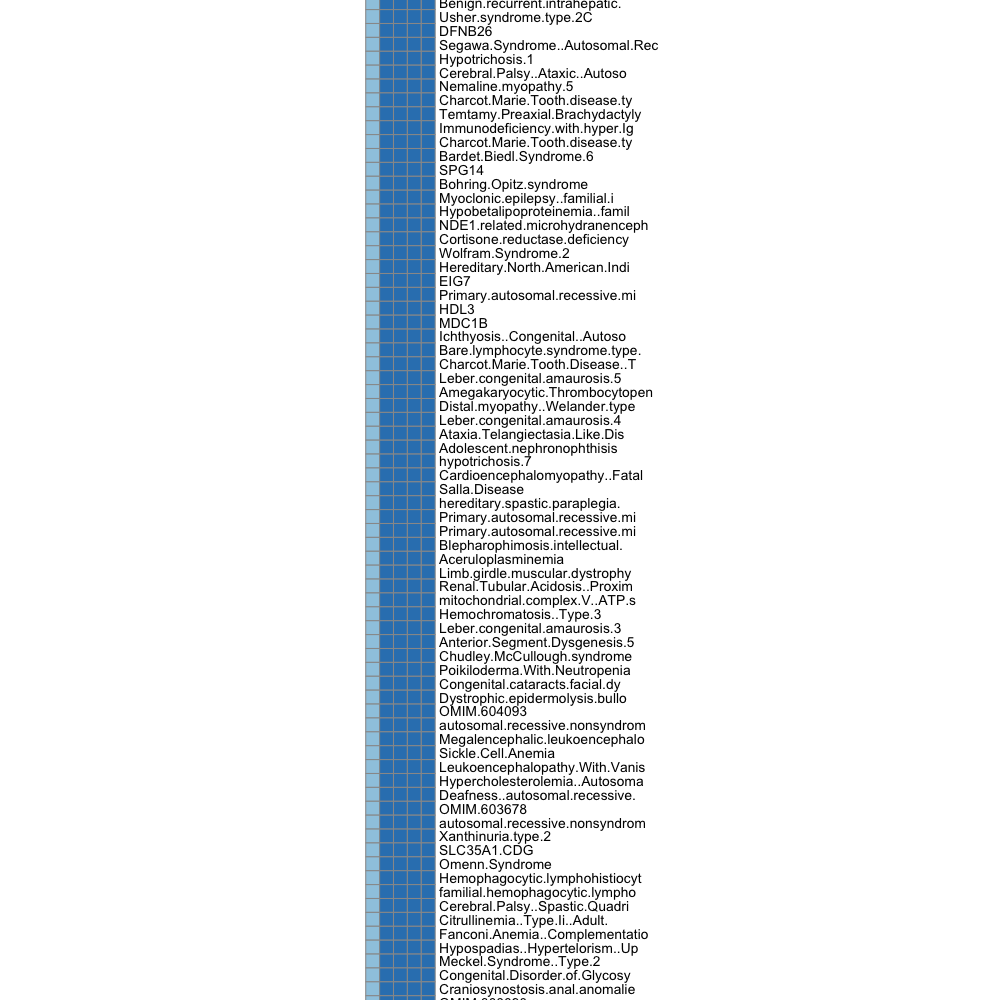 Benign.recurrent.intrahepatic.
Usher.syndrome.type.2C
DFNB26
Segawa.Syndrome..Autosomal.Rec
Hypotrichosis.1
Cerebral.Palsy..Ataxic..Autoso
Nemaline.myopathy.5
Charcot.Marie.Tooth.disease.ty
Temtamy.Preaxial.Brachydactyly
Immunodeficiency.with.hyper.Ig
Charcot.Marie.Tooth.disease.ty
Bardet.Biedl.Syndrome.6
SPG14
Bohring.Opitz.syndrome
Myoclonic.epilepsy..familial.i
Hypobetalipoproteinemia..famil
NDE1.related.microhydranenceph
Cortisone.reductase.deficiency
Wolfram.Syndrome.2
Hereditary.North.American.Indi
EIG7
Primary.autosomal.recessive.mi
HDL3
MDC1B
Ichthyosis..Congenital..Autoso
Bare.lymphocyte.syndrome.type.
Charcot.Marie.Tooth.Disease..T
Leber.congenital.amaurosis.5
Amegakaryocytic.Thrombocytopen
Distal.myopathy..Welander.type
Leber.congenital.amaurosis.4
Ataxia.Telangiectasia.Like.Dis
Adolescent.nephronophthisis
hypotrichosis.7
Cardioencephalomyopathy..Fatal
Salla.Disease
hereditary.spastic.paraplegia.
Primary.autosomal.recessive.mi
Primary.autosomal.recessive.mi
Blepharophimosis.intellectual.
Aceruloplasminemia
Limb.girdle.muscular.dystrophy
Renal.Tubular.Acidosis..Proxim
mitochondrial.complex.V..ATP.s
Hemochromatosis..Type.3
Leber.congenital.amaurosis.3
Anterior.Segment.Dysgenesis.5
Chudley.McCullough.syndrome
Poikiloderma.With.Neutropenia
Congenital.cataracts.facial.dy
Dystrophic.epidermolysis.bullo
OMIM.604093
autosomal.recessive.nonsyndrom
Megalencephalic.leukoencephalo
Sickle.Cell.Anemia
Leukoencephalopathy.With.Vanis
Hypercholesterolemia..Autosoma
Deafness..autosomal.recessive.
OMIM.603678
autosomal.recessive.nonsyndrom
Xanthinuria.type.2
SLC35A1.CDG
Omenn.Syndrome
Hemophagocytic.lymphohistiocyt
familial.hemophagocytic.lympho
Cerebral.Palsy..Spastic.Quadri
Citrullinemia..Type.Ii..Adult.
Fanconi.Anemia..Complementatio
Hypospadias..Hypertelorism..Up
Meckel.Syndrome..Type.2
Congenital.Disorder.of.Glycosy
Craniosynostosis.anal.anomalie